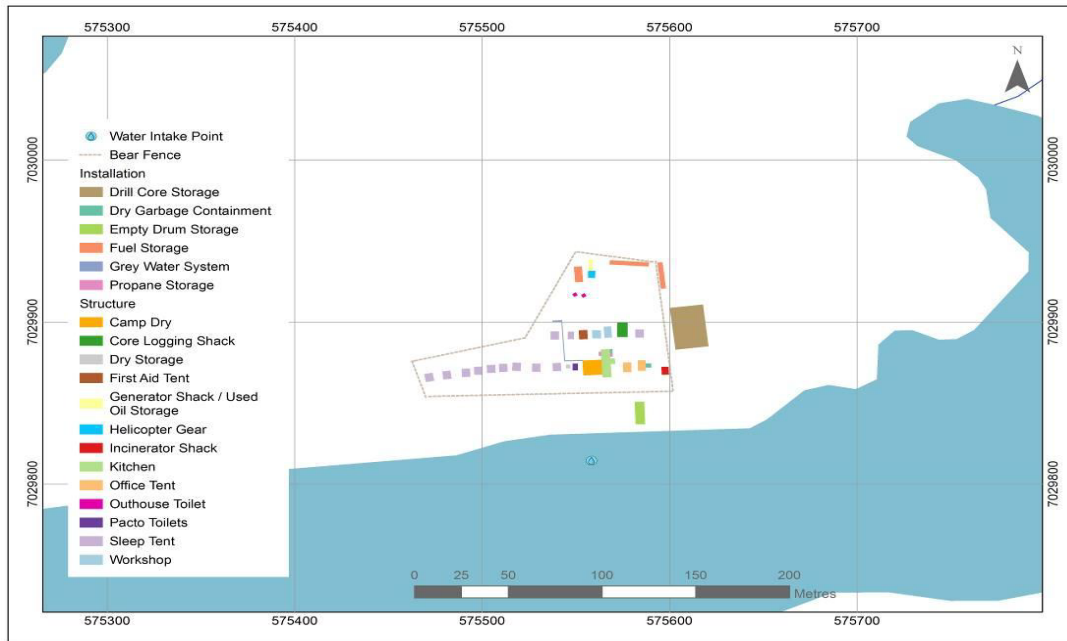 575300 575400 575500 575600 575700
N
7030000 7030000
7029900 7029900
7029800 7029800
Water Intake Point
Bear Fence
Installation
Drill Core Storage
Dry Garbage Containment
Empty Drum Storage
Fuel Storage
Grey Water System
Propane Storage
Structure
Camp Dry
Core Logging Shack
Dry Storage
First Aid Tent
Generator Shack / Used
Oil Storage
Helicopter Gear
Incinerator Shack
Kitchen
Office Tent
Outhouse Toilet
Pacto Toilets
Sleep Tent
Workshop
0 25 50 100 150 200
Metres
575300 575400 575500 575600 575700